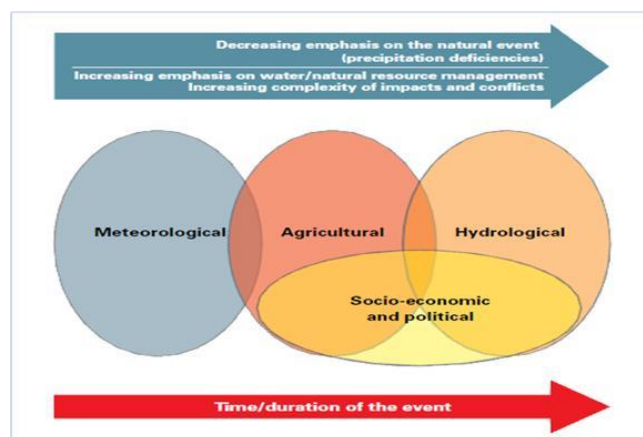 Decreasing emphasis on the natural event
(precipitation deficiencies)
Increasing emphasis on water/natural resource management
Increasing complexity of impacts and conflicts
Meteorological
Agricultural
Hydrological
Socio-economic
and political
Time/duration of the event